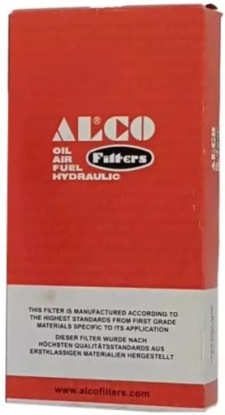 ALCO
OIL
AIR
FUEL
HYDRAULIC
Filters
THIS FILTER IS MANUFACTURED ACCORDING TO
THE HIGHEST STANDARDS FROM FIRST GRADE
MATERIALS SPECIFIC TO ITS APPLICATION
DIESER FILTER WURDE NACH
HÖCHSTEN QUALITÄTSSTANDARDS AUS
ERSTKLASSIGEN MATERIALIEN HERGESTELLT
www.alcofilters.com
ALCO